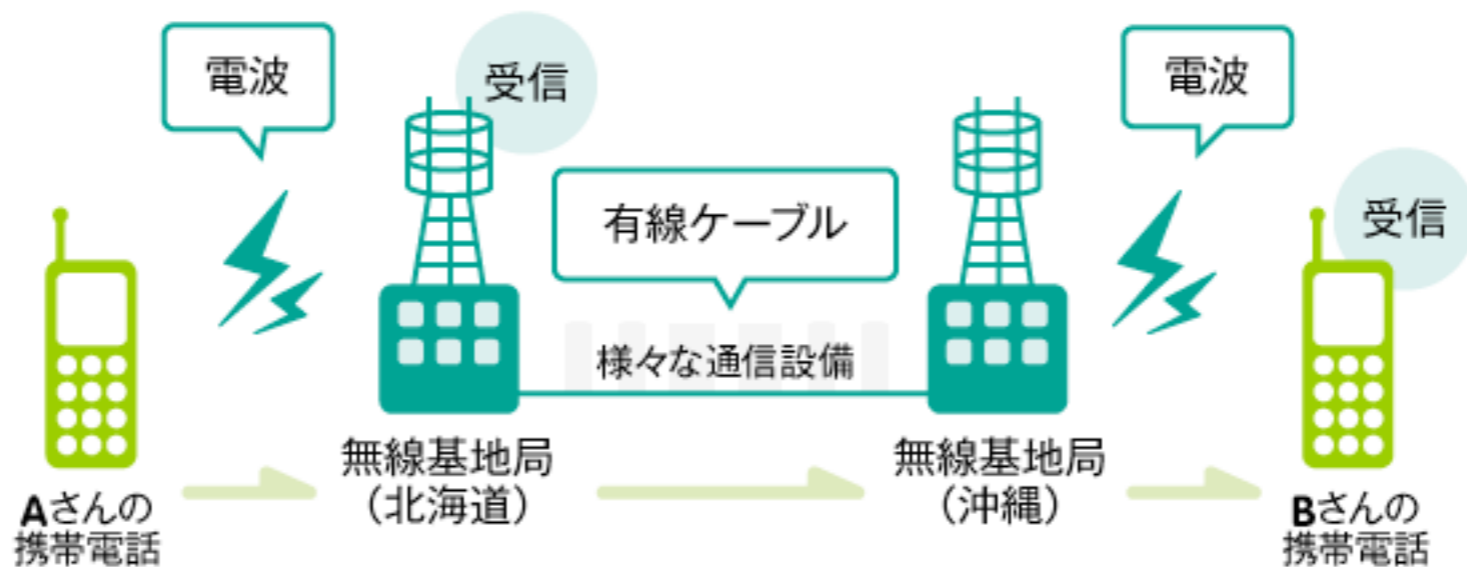 電波
受信
電波
受信
有線ケーブル
様々な通信設備
Aさんの
携帯電話
無線基地局
（北海道）
無線基地局
（沖縄）
Bさんの
携帯電話